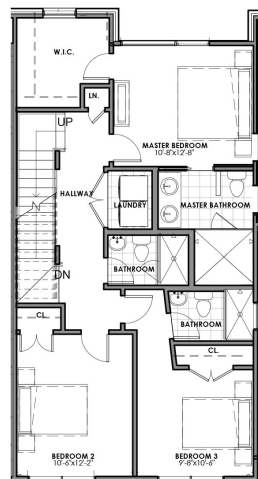 W.I.C.
LN.
UP
MASTER BEDROOM
10'-8"x12'-8"
HALLWAY
LAUNDRY
MASTER BATHROOM
DN
BATHROOM
BATHROOM
CL.
CL.
BEDROOM 2
10'-6"x12'-2"
BEDROOM 3
9'-8"x10'-6"